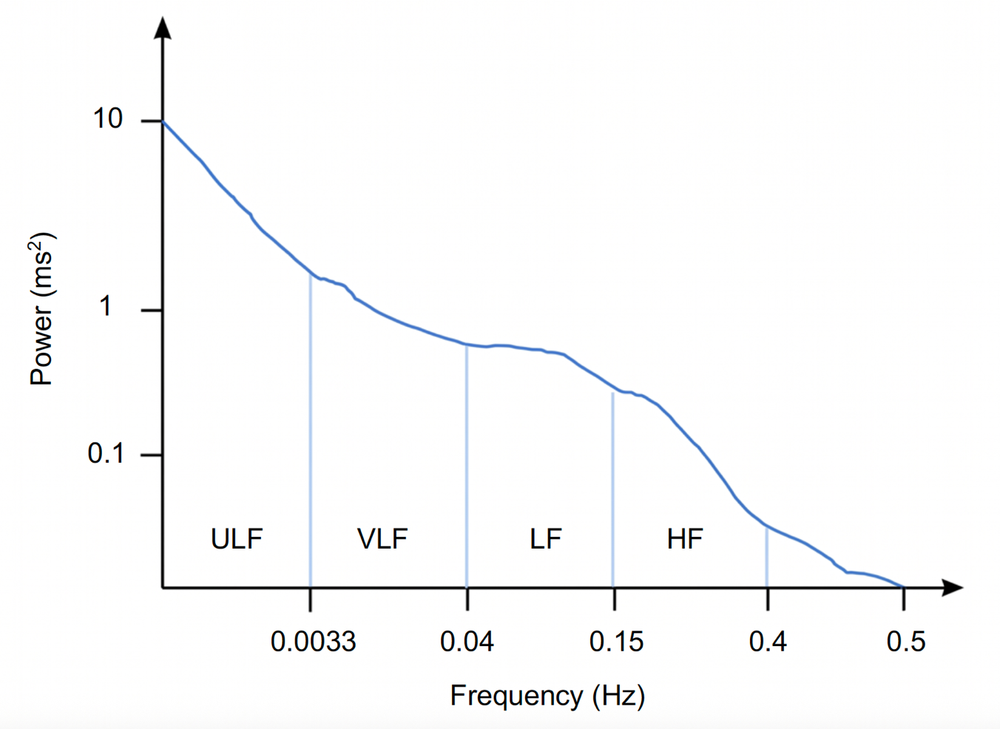 10
1
0.1
Power (ms²)
ULF
VLF
LF
HF
0.0033
0.04
0.15
0.4
0.5
Frequency (Hz)